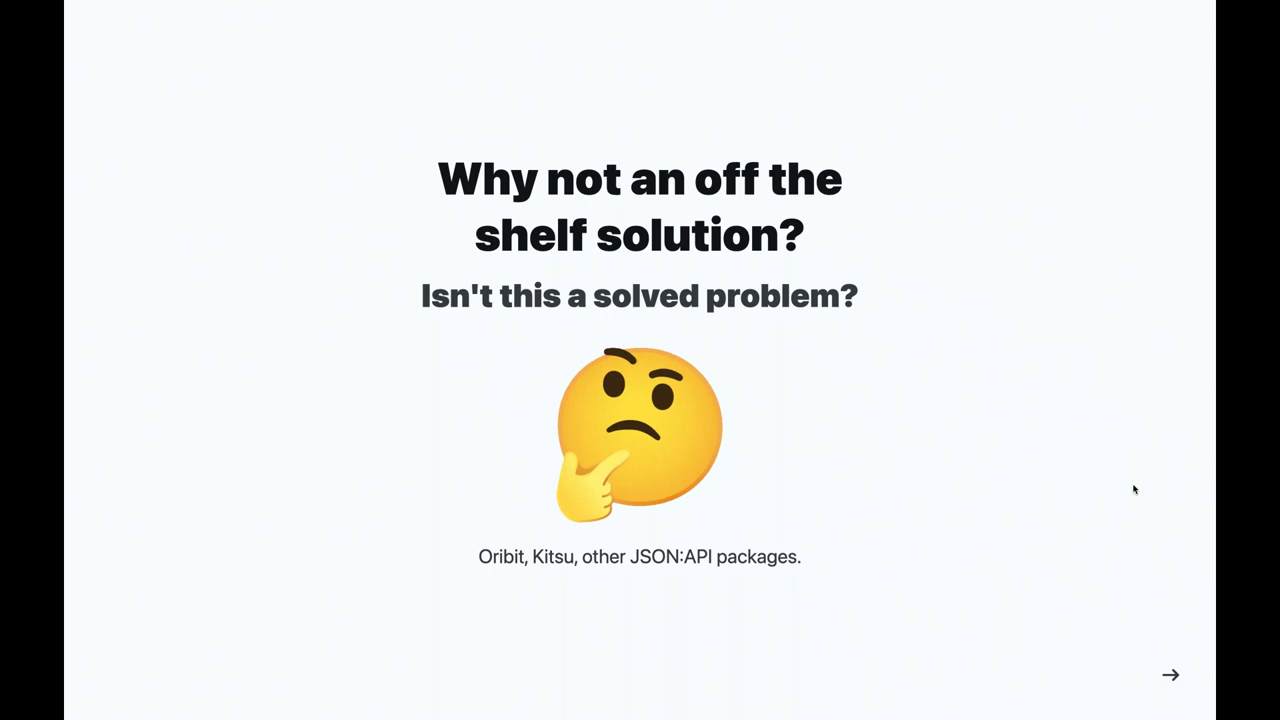 Why not an off the
shelf solution?
Isn't this a solved problem?
Oribit, Kitsu, other JSON:API packages.